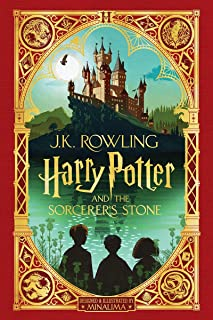 H
J.K. ROWLING
Harry Potter
AND THE
SORCERER'S STONE
DESIGNED & ILLUSTRATED BY
MINALIMA